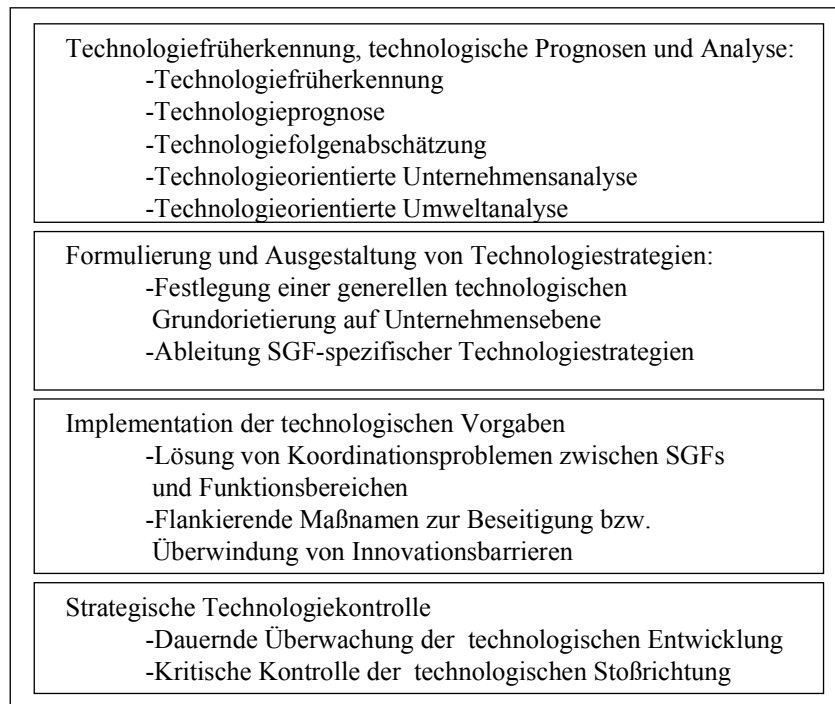 Technologiefrüherkennung, technologische Prognosen und Analyse:
-Technologiefrüherkennung
-Technologieprognose
-Technologiefolgenabschätzung
-Technologieorientierte Unternehmensanalyse
-Technologieorientierte Umweltanalyse
Formulierung und Ausgestaltung von Technologiestrategien:
-Festlegung einer generellen technologischen
Grundorietierung auf Unternehmensebene
-Ableitung SGF-spezifischer Technologiestrategien
Implementation der technologischen Vorgaben
-Lösung von Koordinationsproblemen zwischen SGFs
und Funktionsbereichen
-Flankierende Maßnamen zur Beseitigung bzw.
Überwindung von Innovationsbarrieren
Strategische Technologiekontrolle
-Dauernde Überwachung der technologischen Entwicklung
-Kritische Kontrolle der technologischen Stoßrichtung